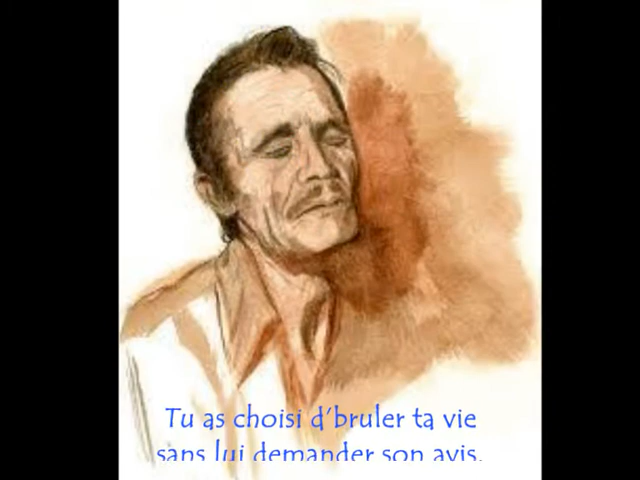 Tu as choisi d'bruler ta vie
sans lui demander son avis.